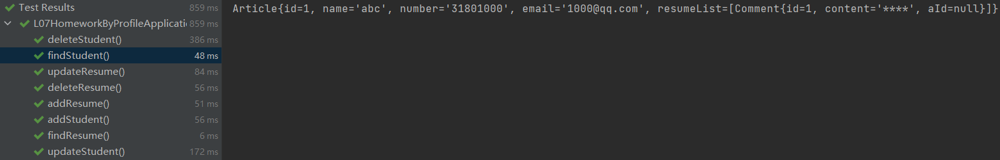 Test Results 859 ms
L07HomeworkByProfileApplicati 859 ms
deleteStudent() 386 ms
findStudent() 48 ms
updateResume() 84 ms
deleteResume() 56 ms
addResume() 51 ms
addStudent() 56 ms
findResume() 6 ms
updateStudent() 172 ms
Article{id=1, name='abc', number='31801000', email='1000@qq.com', resumeList=[Comment{id=1, content='****', aId=null}]}